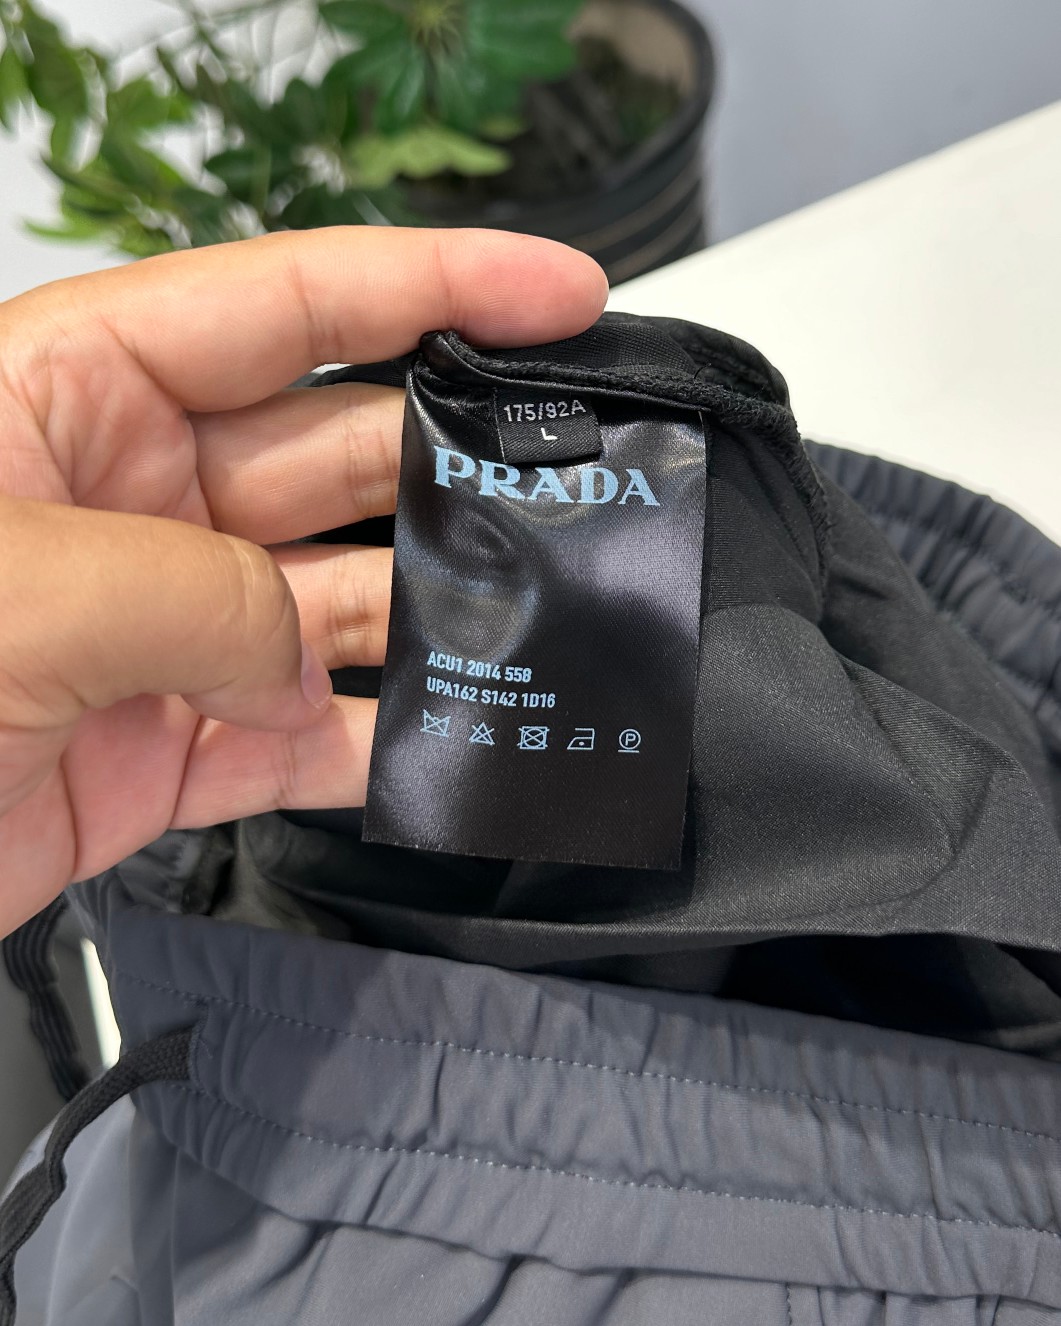 175/92A
L
PRADA
ACU1 2014 558
UPA162 S142 1D16
P